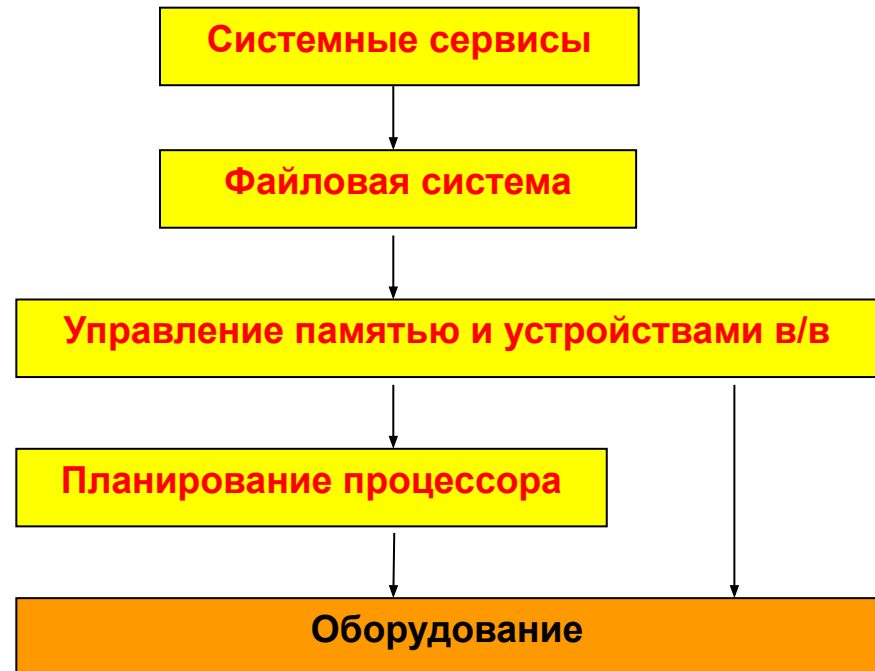 Системные сервисы
Файловая система
Управление памятью и устройствами в/в
Планирование процессора
Оборудование